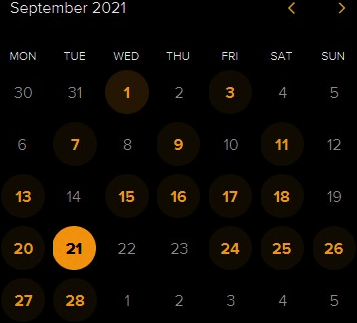 September 2021
MON TUE WED THU FRI SAT SUN
30 31 1 2 3 4 5
6 7 8 9 10 11 12
13 14 15 16 17 18 19
20 21 22 23 24 25 26
27 28 1 2 3 4 5